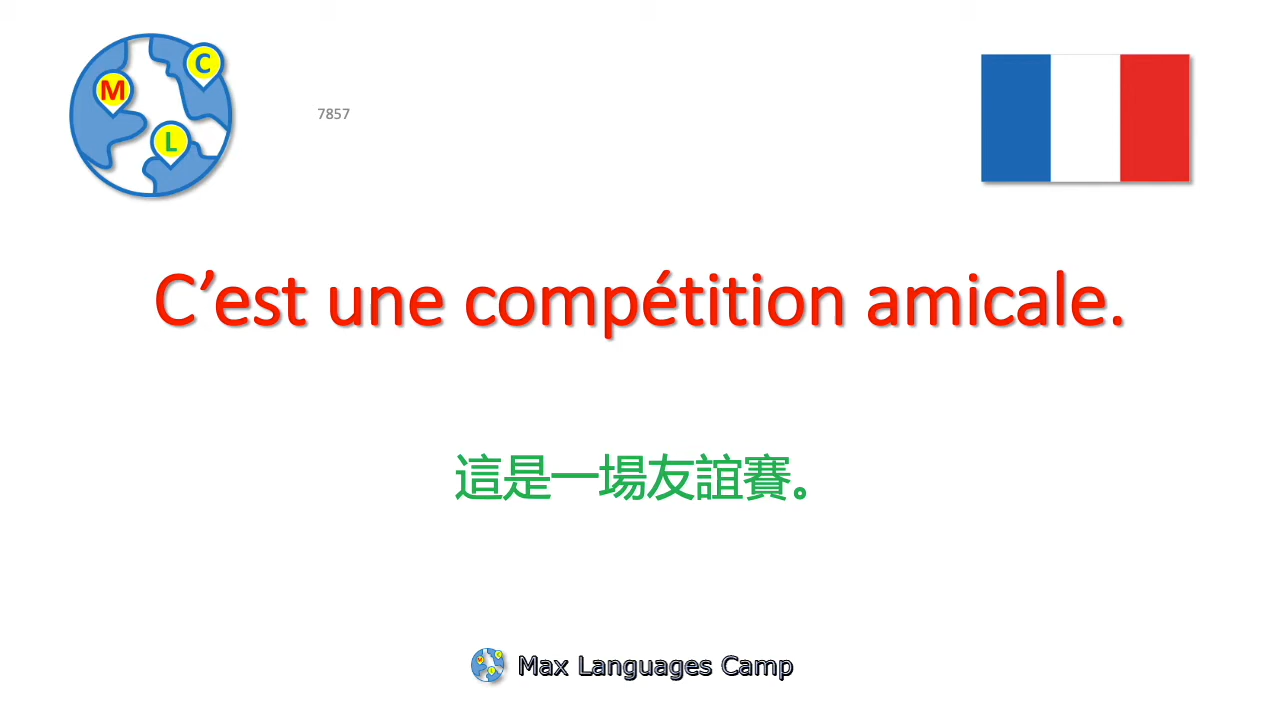 M
C
L
7857
C’est une compétition amicale.
這是一場友誼賽。
Max Languages Camp